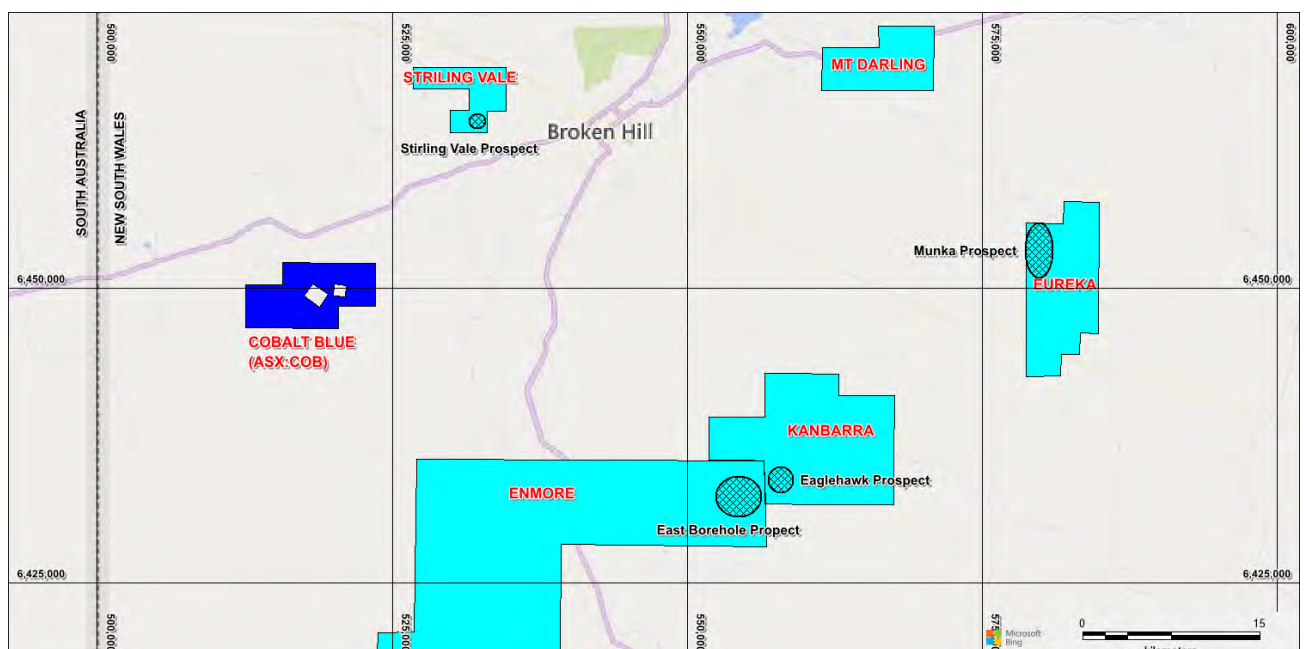 500,000
525,000
550,000
575,000
600,000
STRILING VALE
MT DARLING
Broken Hill
Stirling Vale Prospect
SOUTH AUSTRALIA
NEW SOUTH WALES
Munka Prospect
6,450,000
6,450,000
EUREKA
COBALT BLUE
(ASX:COB)
KANBARRA
Eaglehawk Prospect
ENMORE
East Borehole Propect
6,425,000
6,425,000
500,000
525,000
550,000
575,000
600,000
Microsoft
Bing
0
15
kilometers